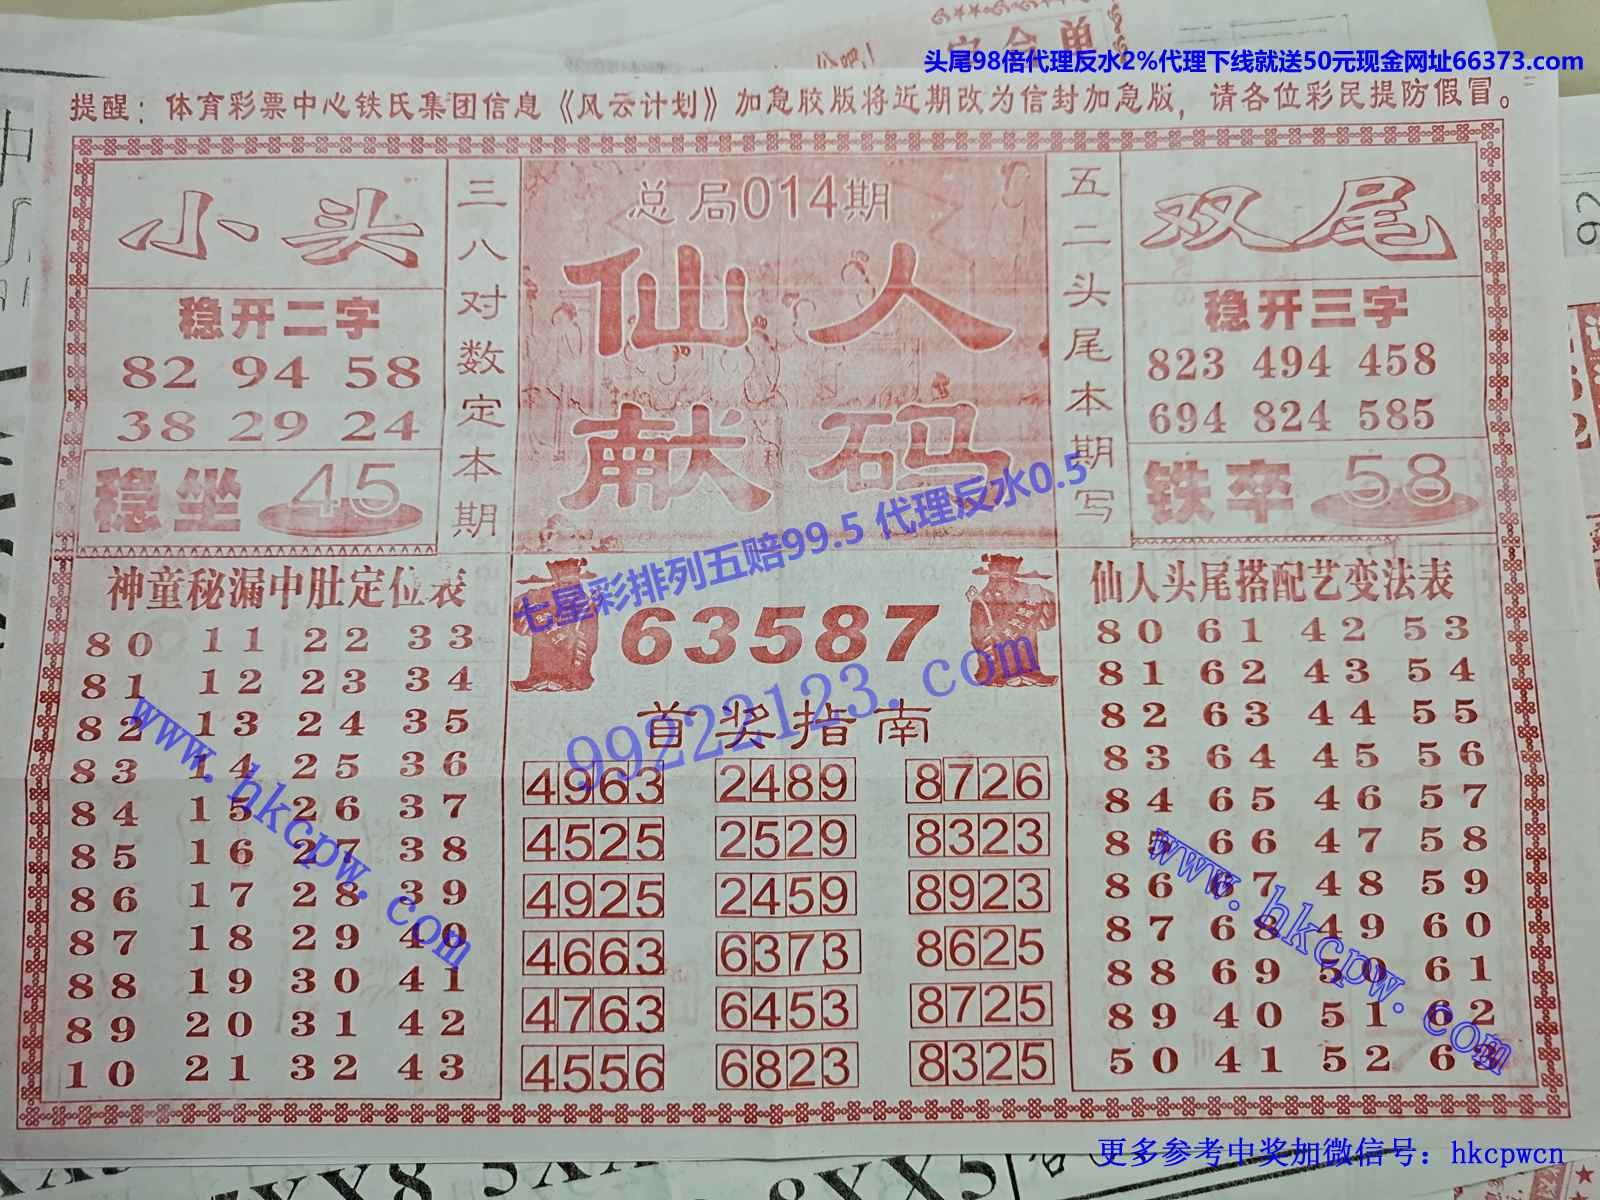 头尾98倍代理反水2%代理下线就送50元现金网址66373.com
提醒：体育彩票中心铁氏集团信息《风云计划》加急胶版将近期改为信封加急版，请各位彩民提防假冒。
小头
稳开二字
82 94 58
38 29 24
稳坐 45
三八对数定本期
总局014期
仙人
献码
五二头尾本期写
双尾
稳开三字
823 494 458
694 824 585
铁卒 58
七星彩排列五赔99.5 代理反水0.5
神童秘漏中肚定位表
80 11 22 33
81 12 23 34
82 13 24 35
83 14 25 36
84 15 26 37
85 16 27 38
86 17 28 39
87 18 29 40
88 19 30 41
89 20 31 42
10 21 32 43
www.hkcpw.com
63587
99222123.com
首奖指南
4963 2489 8726
4525 2529 8323
4925 2459 8923
4663 6373 8625
4763 6453 8725
4556 6823 8325
仙人头尾搭配艺变法表
80 61 42 53
81 62 43 54
82 63 44 55
83 64 45 56
84 65 46 57
85 66 47 58
86 67 48 59
87 68 49 60
88 69 50 61
89 40 51 62
50 41 52 63
www.hkcpw.com
更多参考中奖加微信号：hkcpwcn